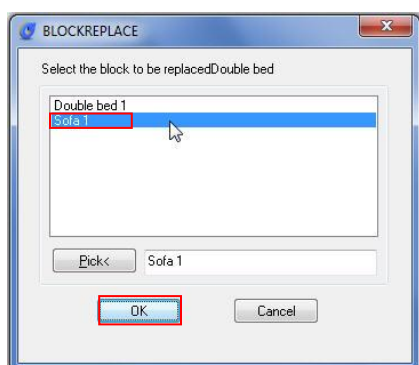 BLOCKREPLACE
Select the block to be replacedDouble bed
Double bed 1
Sofa 1
Pick<
Sofa 1
OK
Cancel